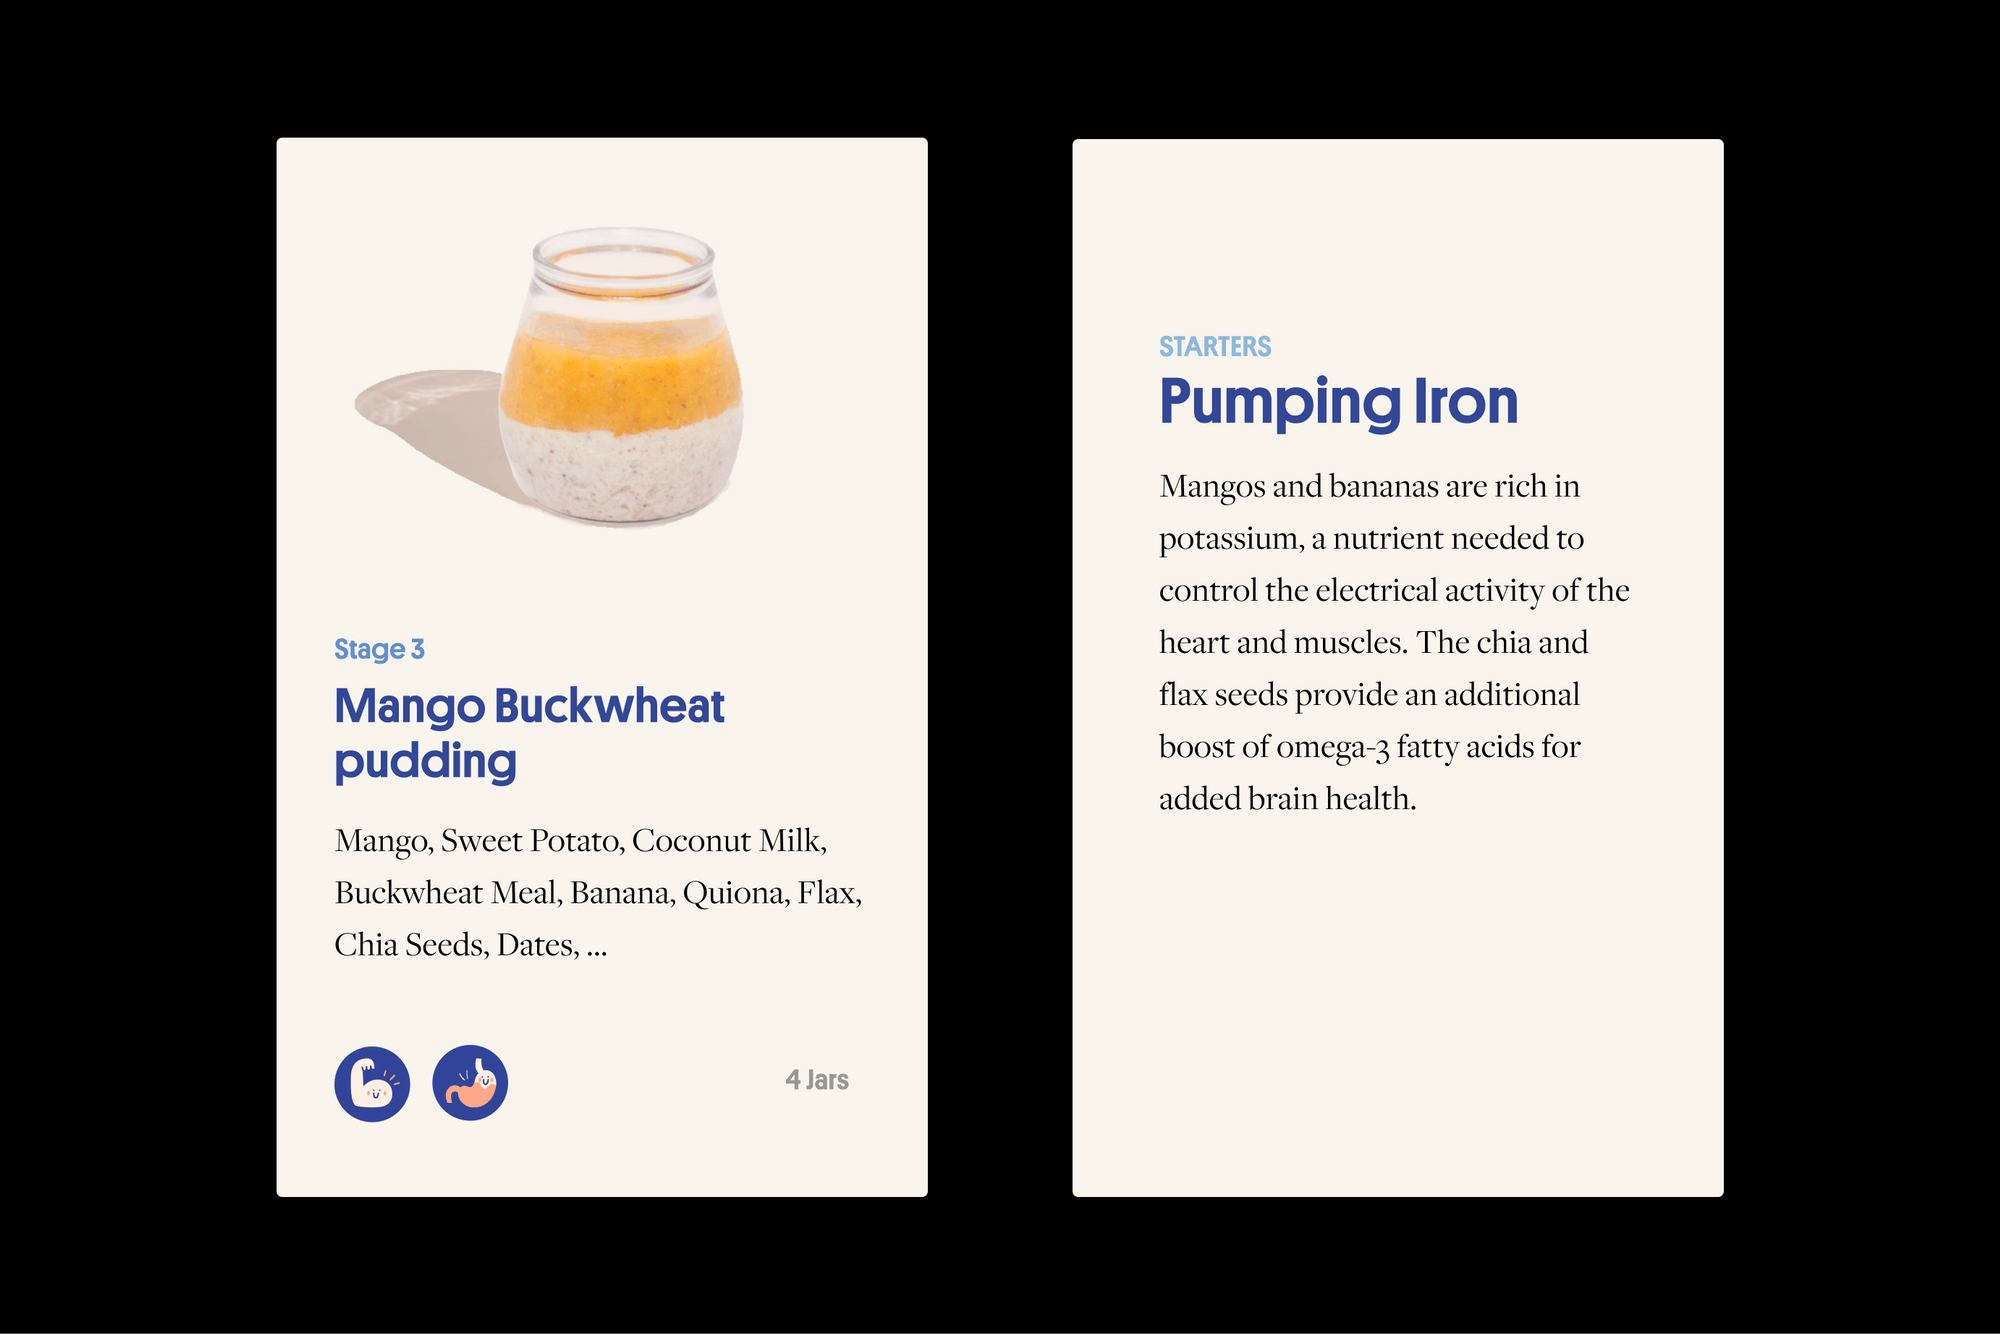 Stage 3
Mango Buckwheat
pudding
Mango, Sweet Potato, Coconut Milk,
Buckwheat Meal, Banana, Quiona, Flax,
Chia Seeds, Dates, ...
4 Jars
STARTERS
Pumping Iron
Mangos and bananas are rich in
potassium, a nutrient needed to
control the electrical activity of the
heart and muscles. The chia and
flax seeds provide an additional
boost of omega-3 fatty acids for
added brain health.